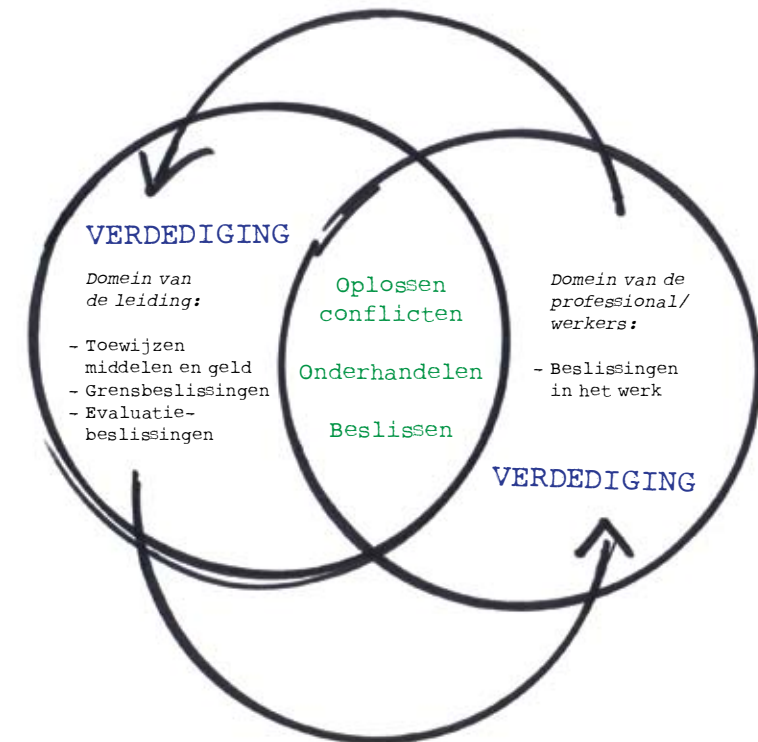 VERDEDIGING
Domein van
de leiding:
- Toewijzen
middelen en geld
- Grensbeslissingen
- Evaluatie-
beslissingen
Oplossen
conflicten
Onderhandelen
Beslissen
Domein van de
professional/
werkers:
- Beslissingen
in het werk
VERDEDIGING